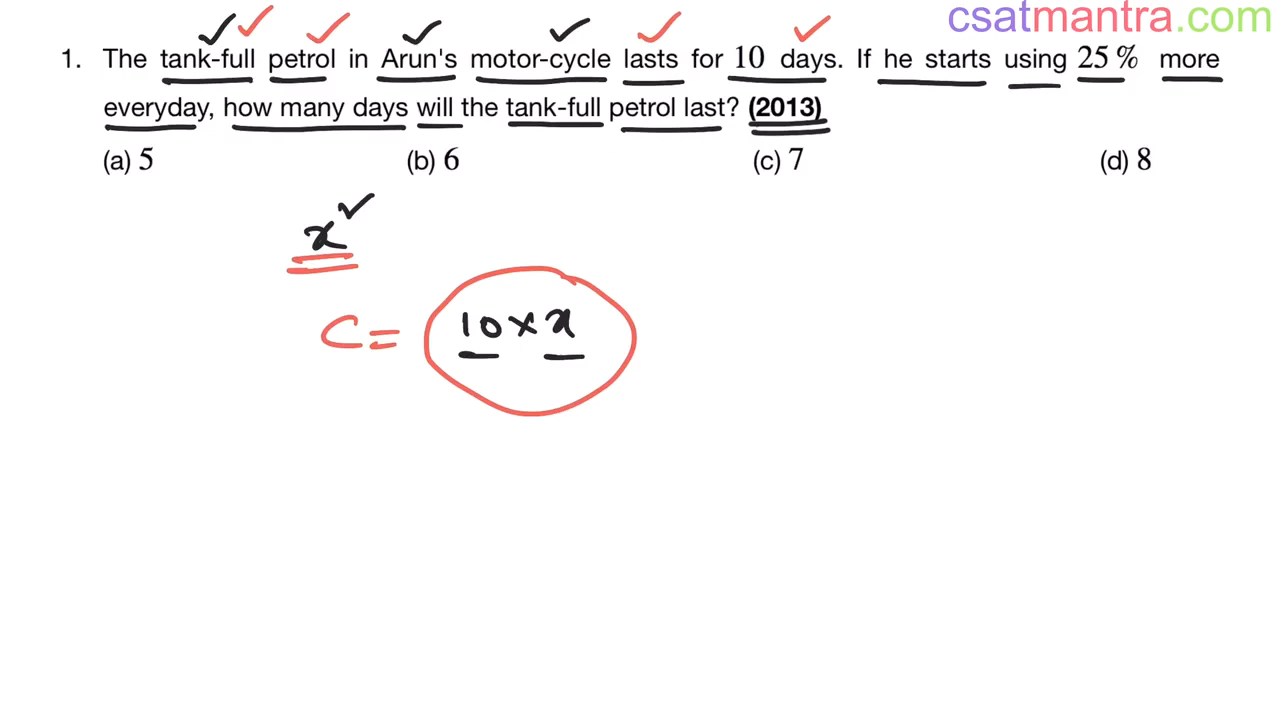 csatmantra.com
1. The tank-full petrol in Arun's motor-cycle lasts for 10 days. If he starts using 25 % more
everyday, how many days will the tank-full petrol last? (2013)
(a) 5 (b) 6 (c) 7 (d) 8
x
C = 10 × x